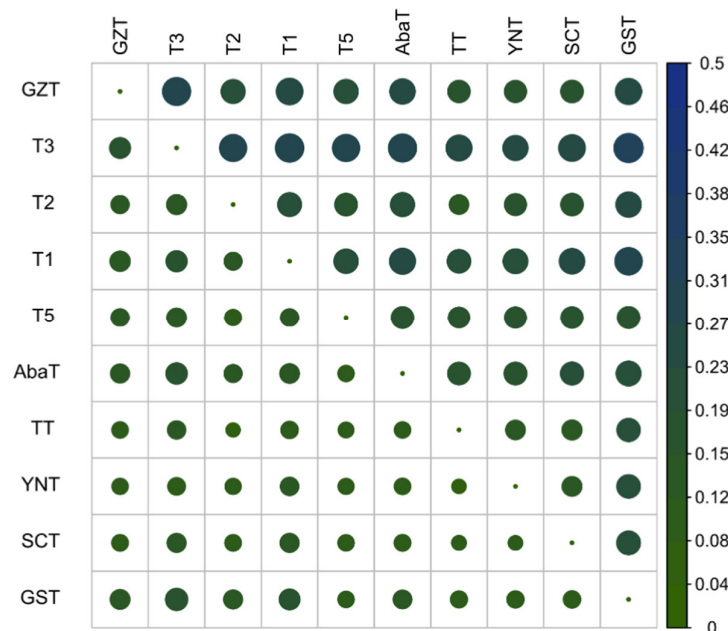 GZT T3 T2 T1 T5 AbaT TT YNT SCT GST
GZT
T3
T2
T1
T5
AbaT
TT
YNT
SCT
GST
0.5
0.46
0.42
0.38
0.35
0.31
0.27
0.23
0.19
0.15
0.12
0.08
0.04
0